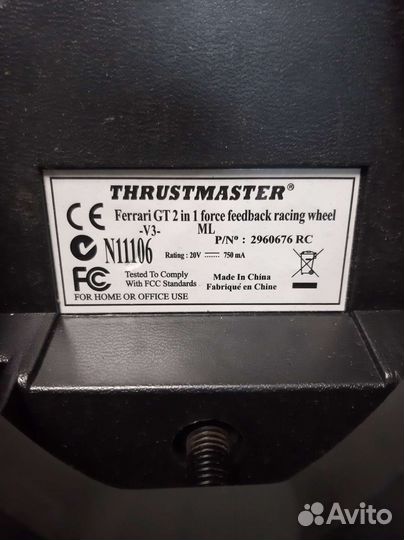 THRUSTMASTER®
CE Ferrari GT 2 in 1 force feedback racing wheel
-V3- ML
P/Nº : 2960676 RC
N11106 Rating : 20V 750 mA
FC Tested To Comply
With FCC Standards
FOR HOME OR OFFICE USE
Made In China
Fabriqué en Chine
Avito